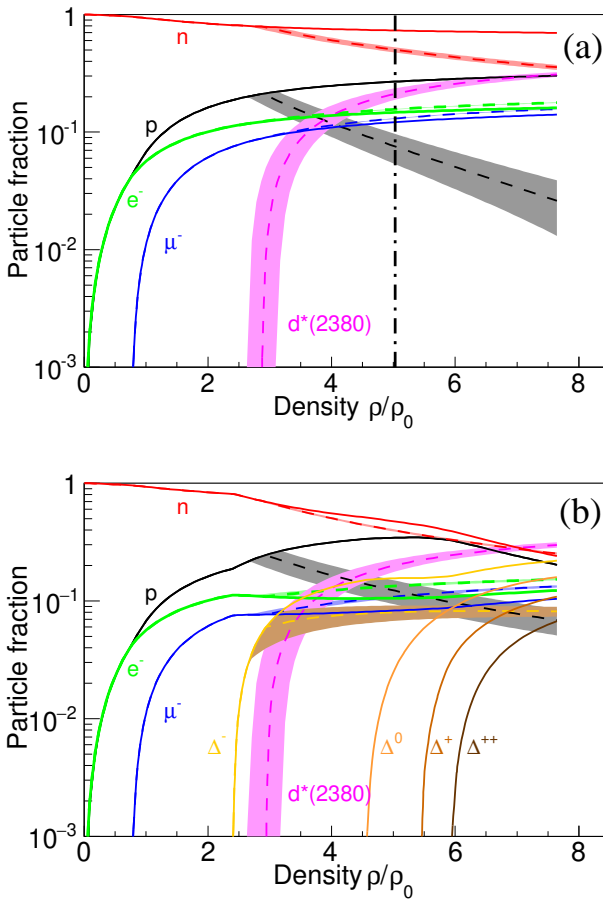 1
(a)
n
p
10⁻¹
e⁻
μ⁻
10⁻²
d*(2380)
10⁻³
0 2 4 6 8
Density ρ/ρ₀
Particle fraction
1
(b)
n
p
10⁻¹
e⁻
μ⁻
10⁻²
Δ⁻ Δ⁰ Δ⁺ Δ⁺⁺
d*(2380)
10⁻³
0 2 4 6 8
Density ρ/ρ₀
Particle fraction